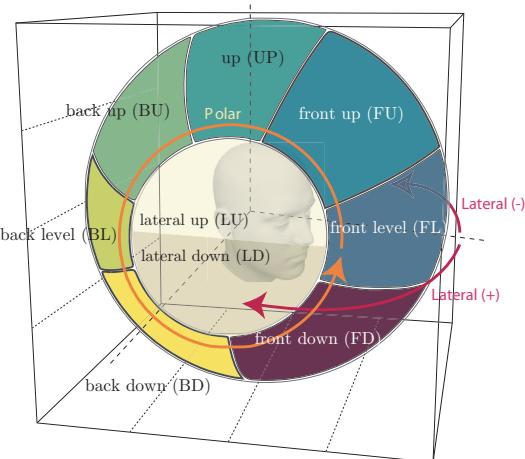 up (UP)
back up (BU)
Polar
front up (FU)
Lateral (-)
lateral up (LU)
front level (FL
back level (BL)
lateral down (LD)
Lateral (+)
front down (FD)
back down (BD)